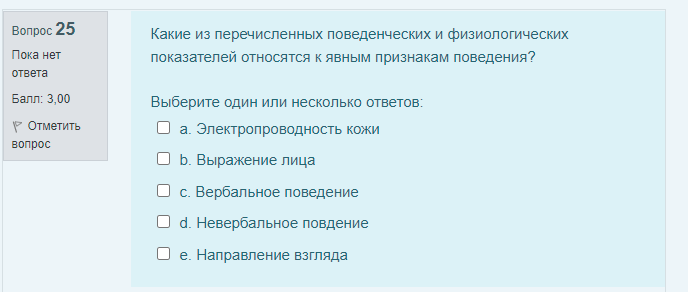 Вопрос 25
Пока нет
ответа
Балл: 3,00
Отметить
вопрос
Какие из перечисленных поведенческих и физиологических
показателей относятся к явным признакам поведения?
Выберите один или несколько ответов:
a. Электропроводность кожи
b. Выражение лица
c. Вербальное поведение
d. Невербальное повдение
e. Направление взгляда